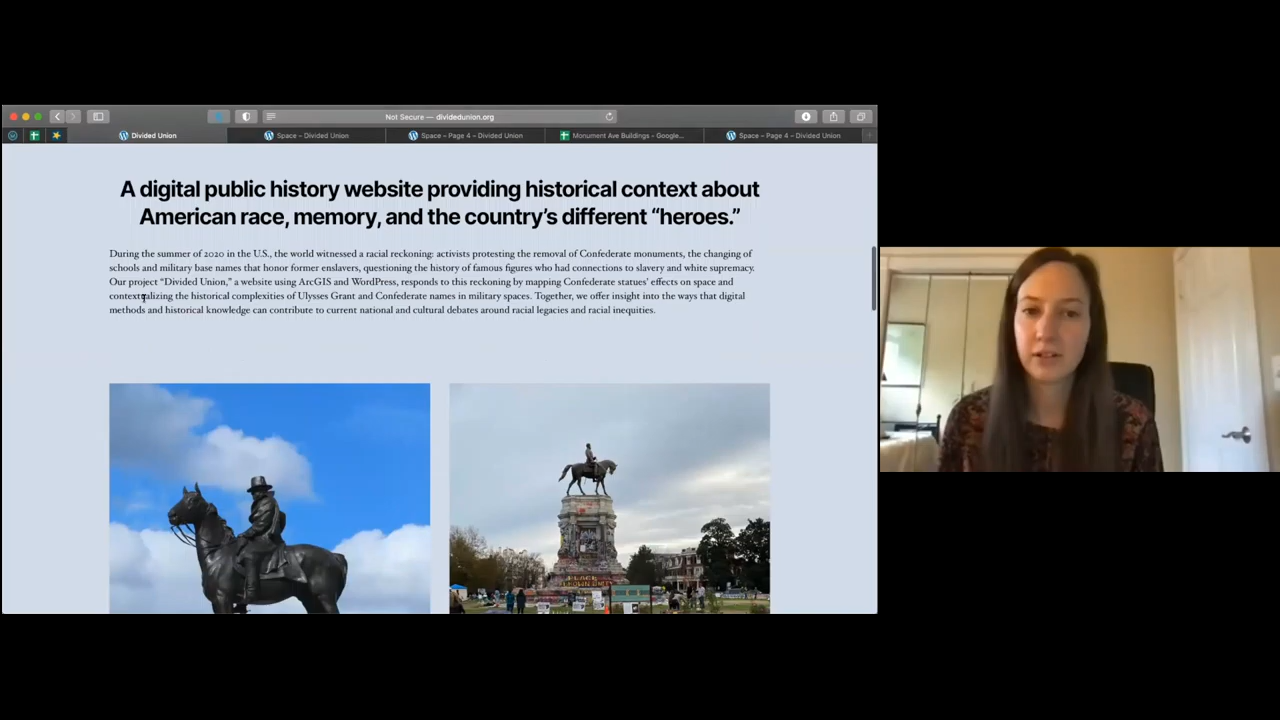 Not Secure — dividedunion.org
Divided Union
Space – Divided Union
Space – Page 4 – Divided Union
Monument Ave Buildings - Google...
Space – Page 4 – Divided Union
A digital public history website providing historical context about
American race, memory, and the country's different “heroes.”
During the summer of 2020 in the U.S., the world witnessed a racial reckoning: activists protesting the removal of Confederate monuments, the changing of
schools and military base names that honor former enslavers, questioning the history of famous figures who had connections to slavery and white supremacy.
Our project “Divided Union,” a website using ArcGIS and WordPress, responds to this reckoning by mapping Confederate statues' effects on space and
contextualizing the historical complexities of Ulysses Grant and Confederate names in military spaces. Together, we offer insight into the ways that digital
methods and historical knowledge can contribute to current national and cultural debates around racial legacies and racial inequities.